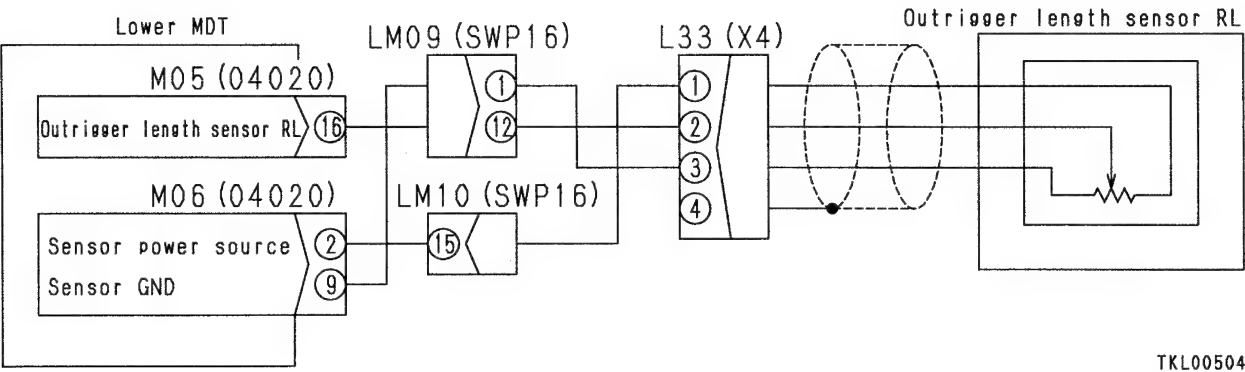 Outrigger length sensor RL
Lower MDT
LM09 (SWP16)
L33 (X4)
M05 (04020)
1
1
Outrigger length sensor RL
16
12
2
3
M06 (04020)
LM10 (SWP16)
4
Sensor power source
2
15
Sensor GND
9
TKL00504